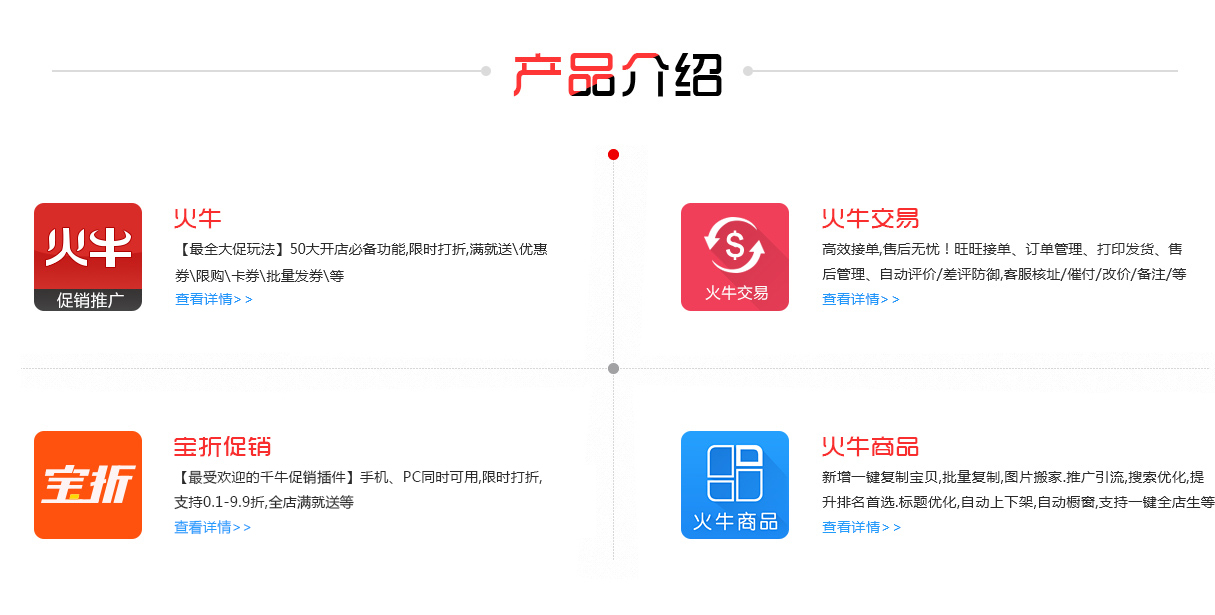 产品介绍
火牛
促销推广
火牛
【最全大促玩法】50大开店必备功能,限时打折,满就送\优惠
券\限购\卡券\批量发券\等
查看详情> >
火牛交易
火牛交易
高效接单,售后无忧！旺旺接单、订单管理、打印发货、售
后管理、自动评价/差评防御,客服核址/催付/改价/备注/等
查看详情> >
宝折
宝折促销
【最受欢迎的千牛促销插件】手机、PC同时可用,限时打折,
支持0.1-9.9折,全店满就送等
查看详情>>
火牛商品
火牛商品
新增一键复制宝贝,批量复制,图片搬家.推广引流,搜索优化,提
升排名首选.标题优化,自动上下架,自动橱窗,支持一键全店生等
查看详情> >